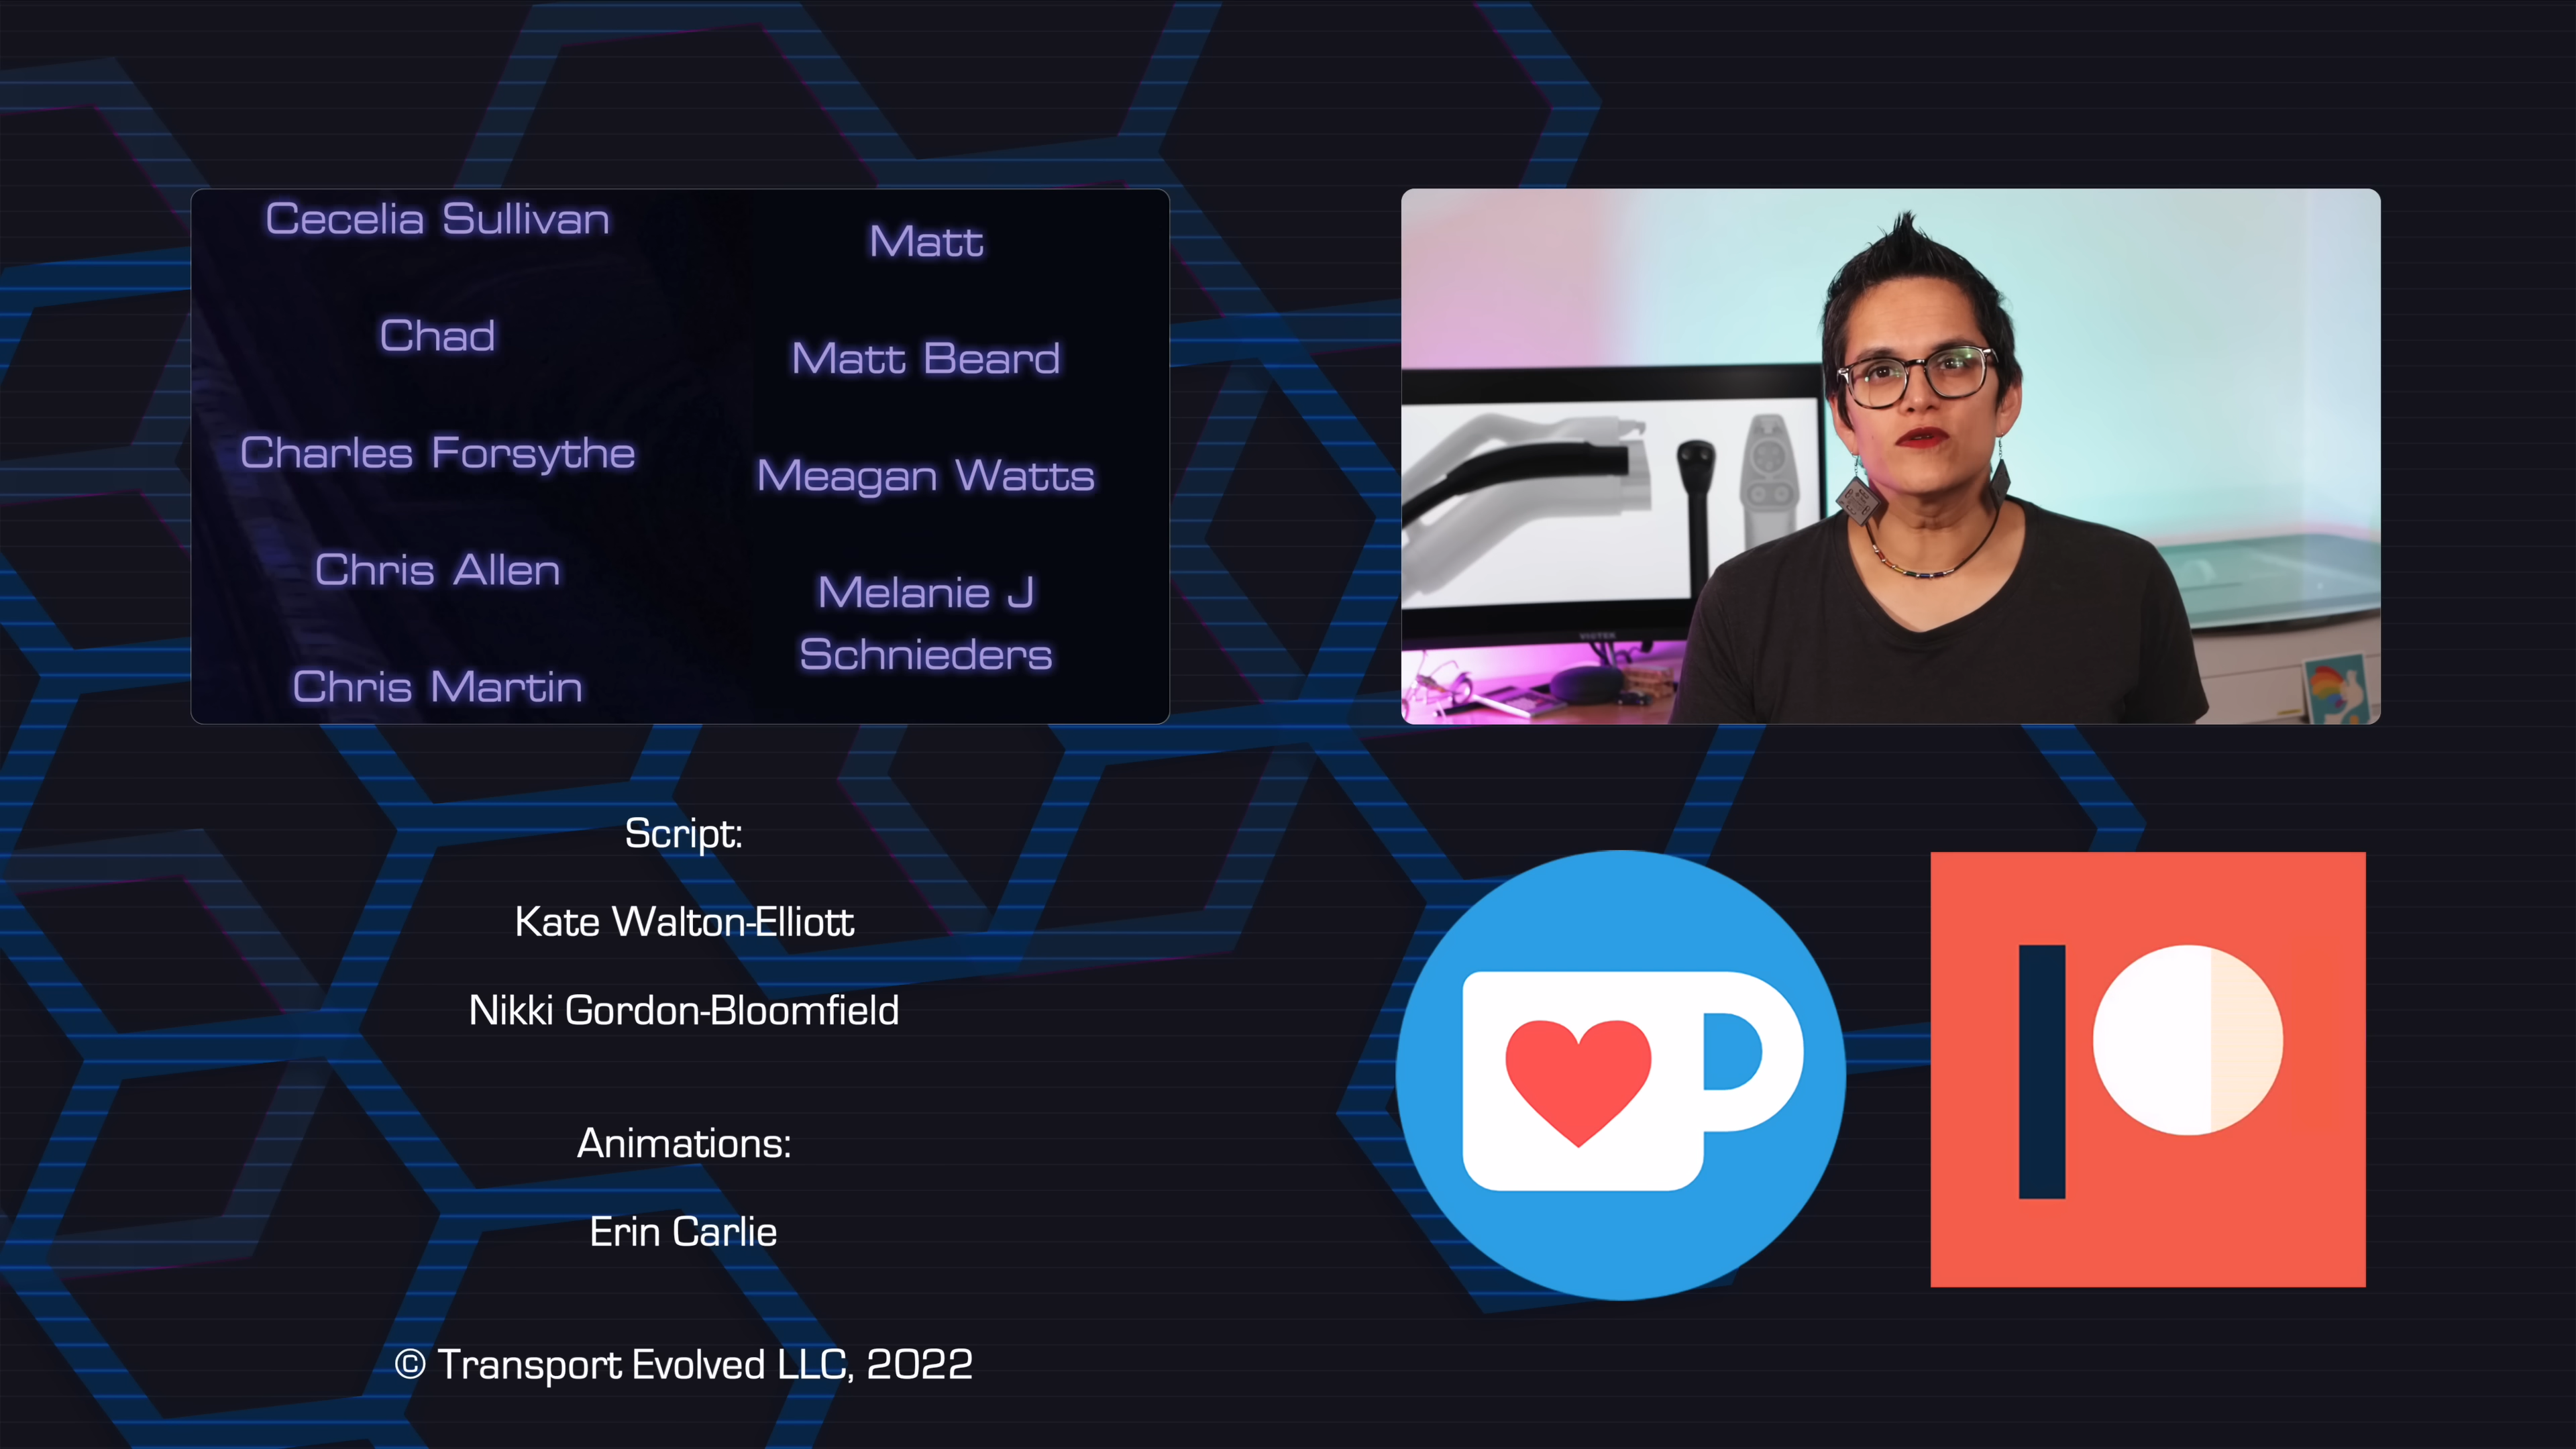 Cecelia Sullivan
Chad
Charles Forsythe
Chris Allen
Chris Martin
Matt
Matt Beard
Meagan Watts
Melanie J
Schnieders
Script:
Kate Walton-Elliott
Nikki Gordon-Bloomfield
Animations:
Erin Carlie
© Transport Evolved LLC, 2022